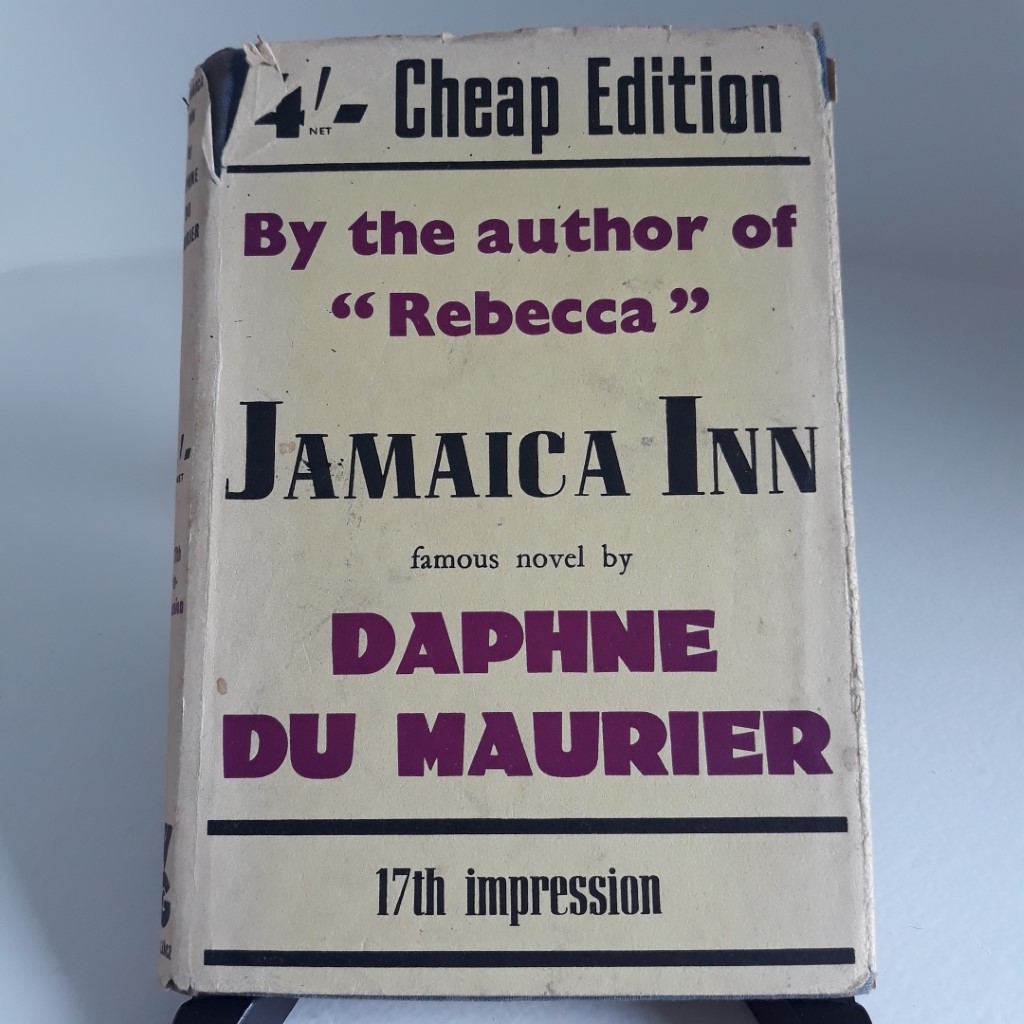 4/- NET Cheap Edition
By the author of
“Rebecca”
JAMAICA INN
famous novel by
DAPHNE
DU MAURIER
17th impression